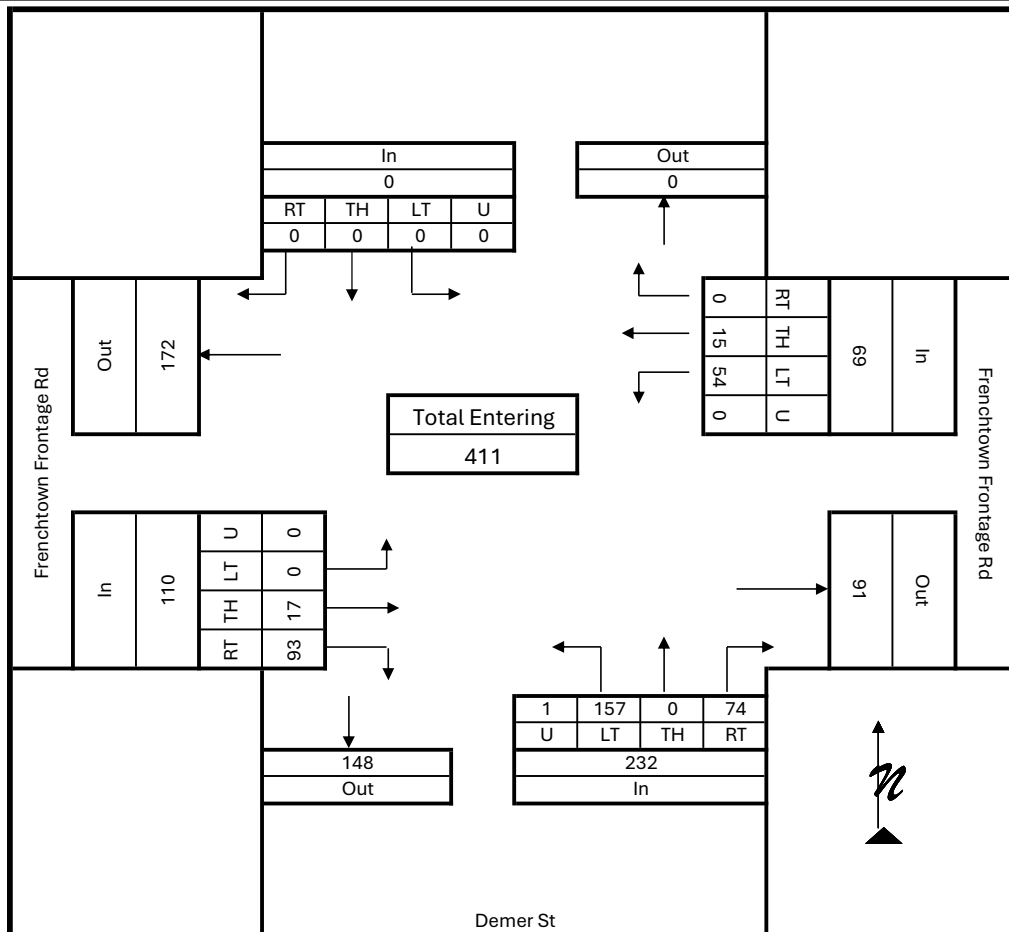 In
0
RT TH LT U
0 0 0 0
Out
0
Out
172
0 RT
15 TH
54 LT
0 U
69
In
Frenchtown Frontage Rd
Frenchtown Frontage Rd
Total Entering
411
In
110
U 0
LT 0
TH 17
RT 93
91
Out
1 157 0 74
U LT TH RT
232
In
148
Out
N
Demer St